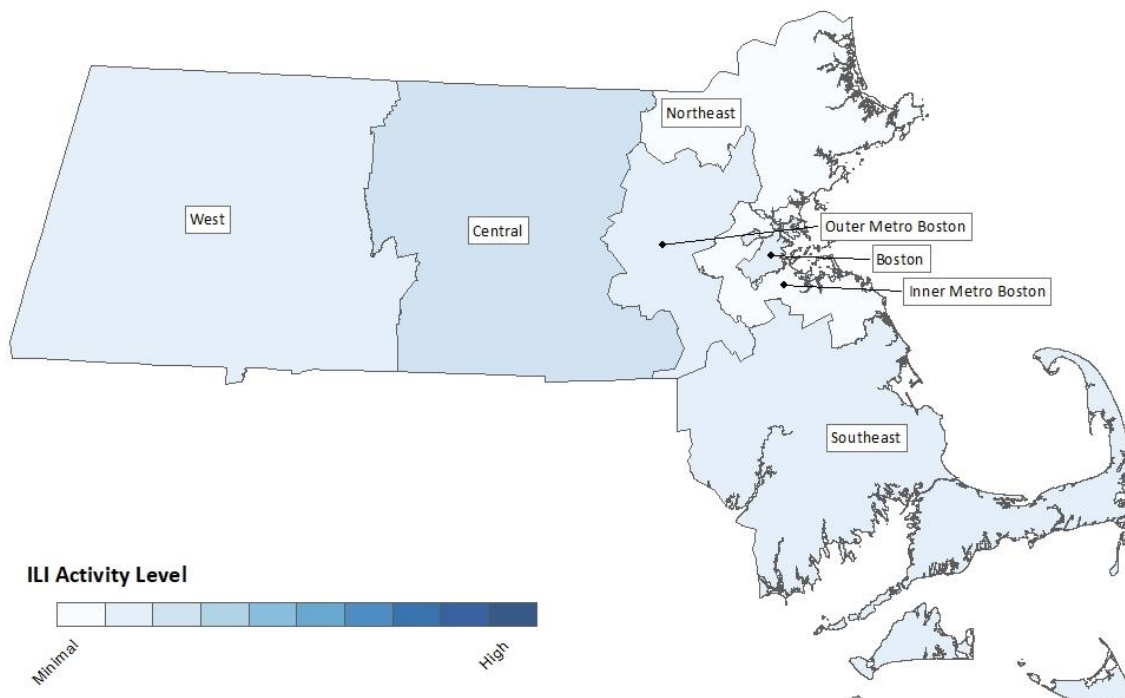 Northeast
West
Central
Outer Metro Boston
Boston
Inner Metro Boston
Southeast
ILI Activity Level
Minimal
High